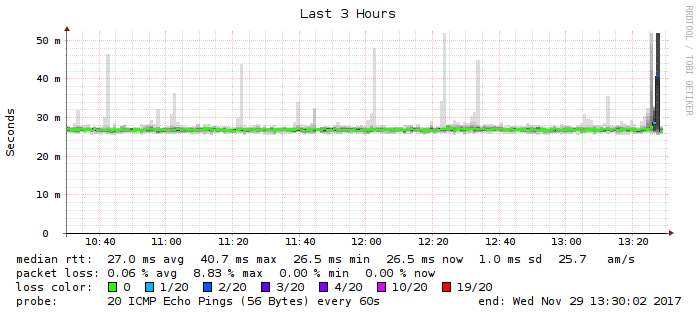 Last 3 Hours
RRDTOOL / TOBI OETIKER
Seconds
50 m
40 m
30 m
20 m
10 m
0
10:40 11:00 11:20 11:40 12:00 12:20 12:40 13:00 13:20
median rtt: 27.0 ms avg 40.7 ms max 26.5 ms min 26.5 ms now 1.0 ms sd 25.7 am/s
packet loss: 0.06 % avg 8.83 % max 0.00 % min 0.00 % now
loss color: 0 1/20 2/20 3/20 4/20 10/20 19/20
probe: 20 ICMP Echo Pings (56 Bytes) every 60s end: Wed Nov 29 13:30:02 2017